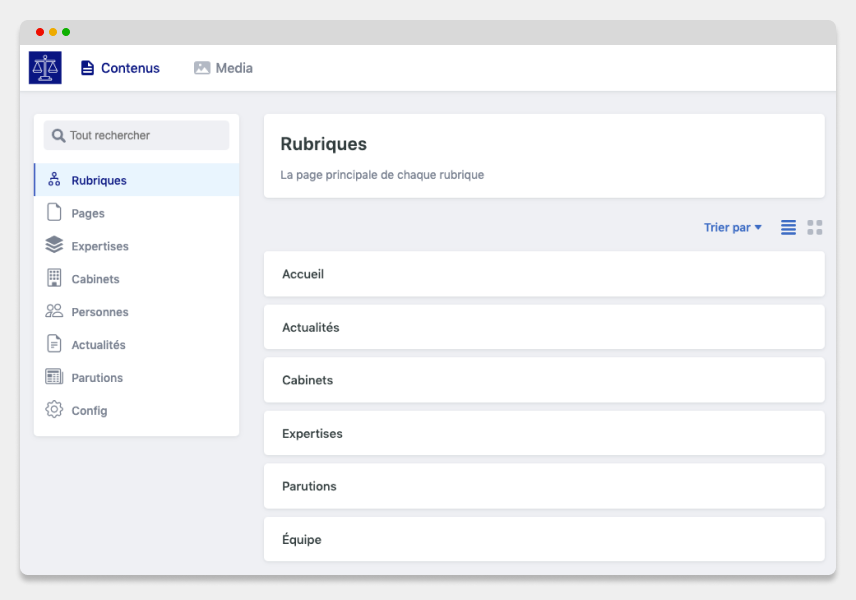 Contenus
Media
Tout rechercher
Rubriques
Pages
Expertises
Cabinets
Personnes
Actualités
Parutions
Config
Rubriques
La page principale de chaque rubrique
Trier par
Accueil
Actualités
Cabinets
Expertises
Parutions
Équipe